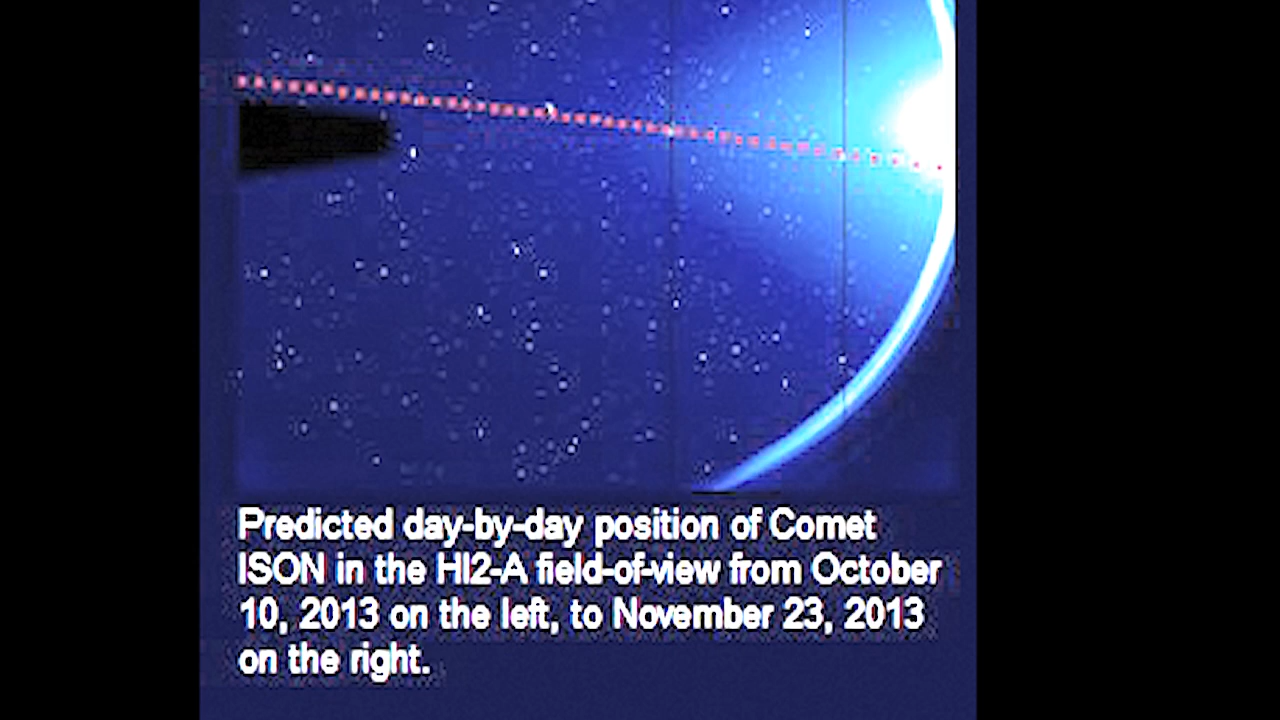 Predicted day-by-day position of Comet
ISON in the HI2-A field-of-view from October
10, 2013 on the left, to November 23, 2013
on the right.